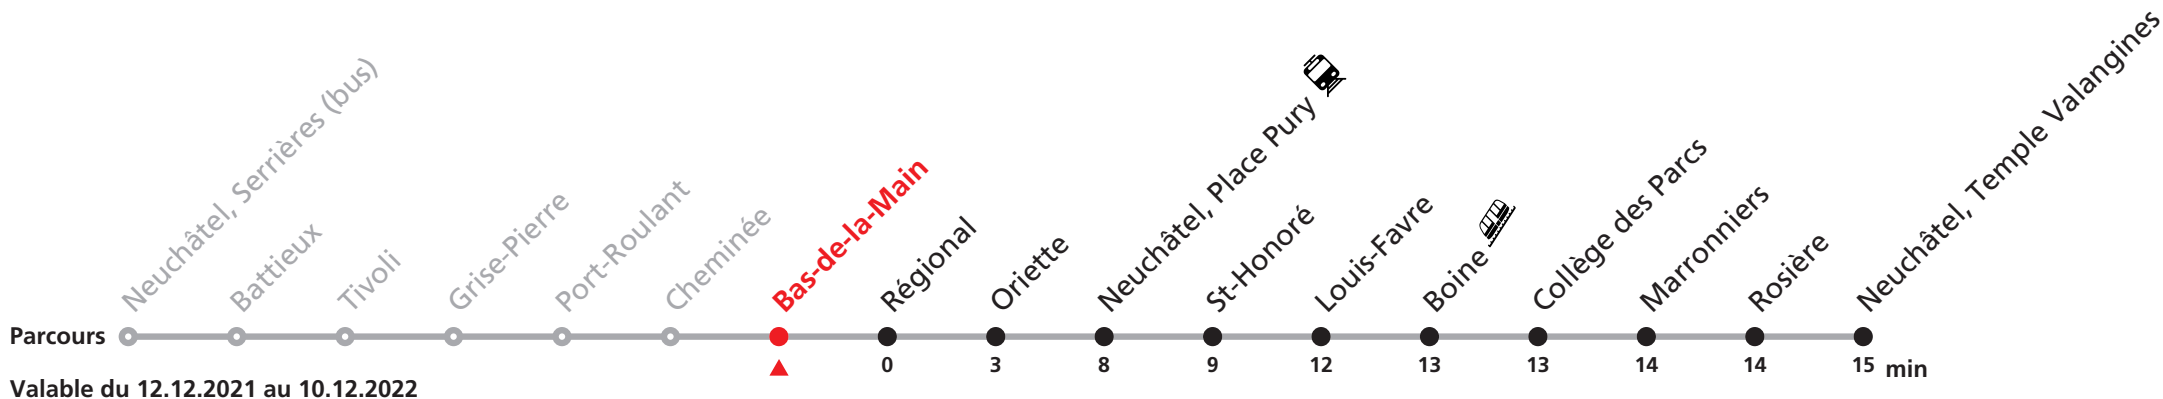 Neuchâtel, Serrières (bus)
Battieux
Tivoli
Grise-Pierre
Port-Roulant
Cheminée
Bas-de-la-Main
Régional
Oriette
Neuchâtel, Place Pury
St-Honoré
Louis-Favre
Boine
Collège des Parcs
Marronniers
Rosière
Neuchâtel, Temple Valangines
Parcours
0 3 8 9 12 13 13 14 14 15 min
Valable du 12.12.2021 au 10.12.2022